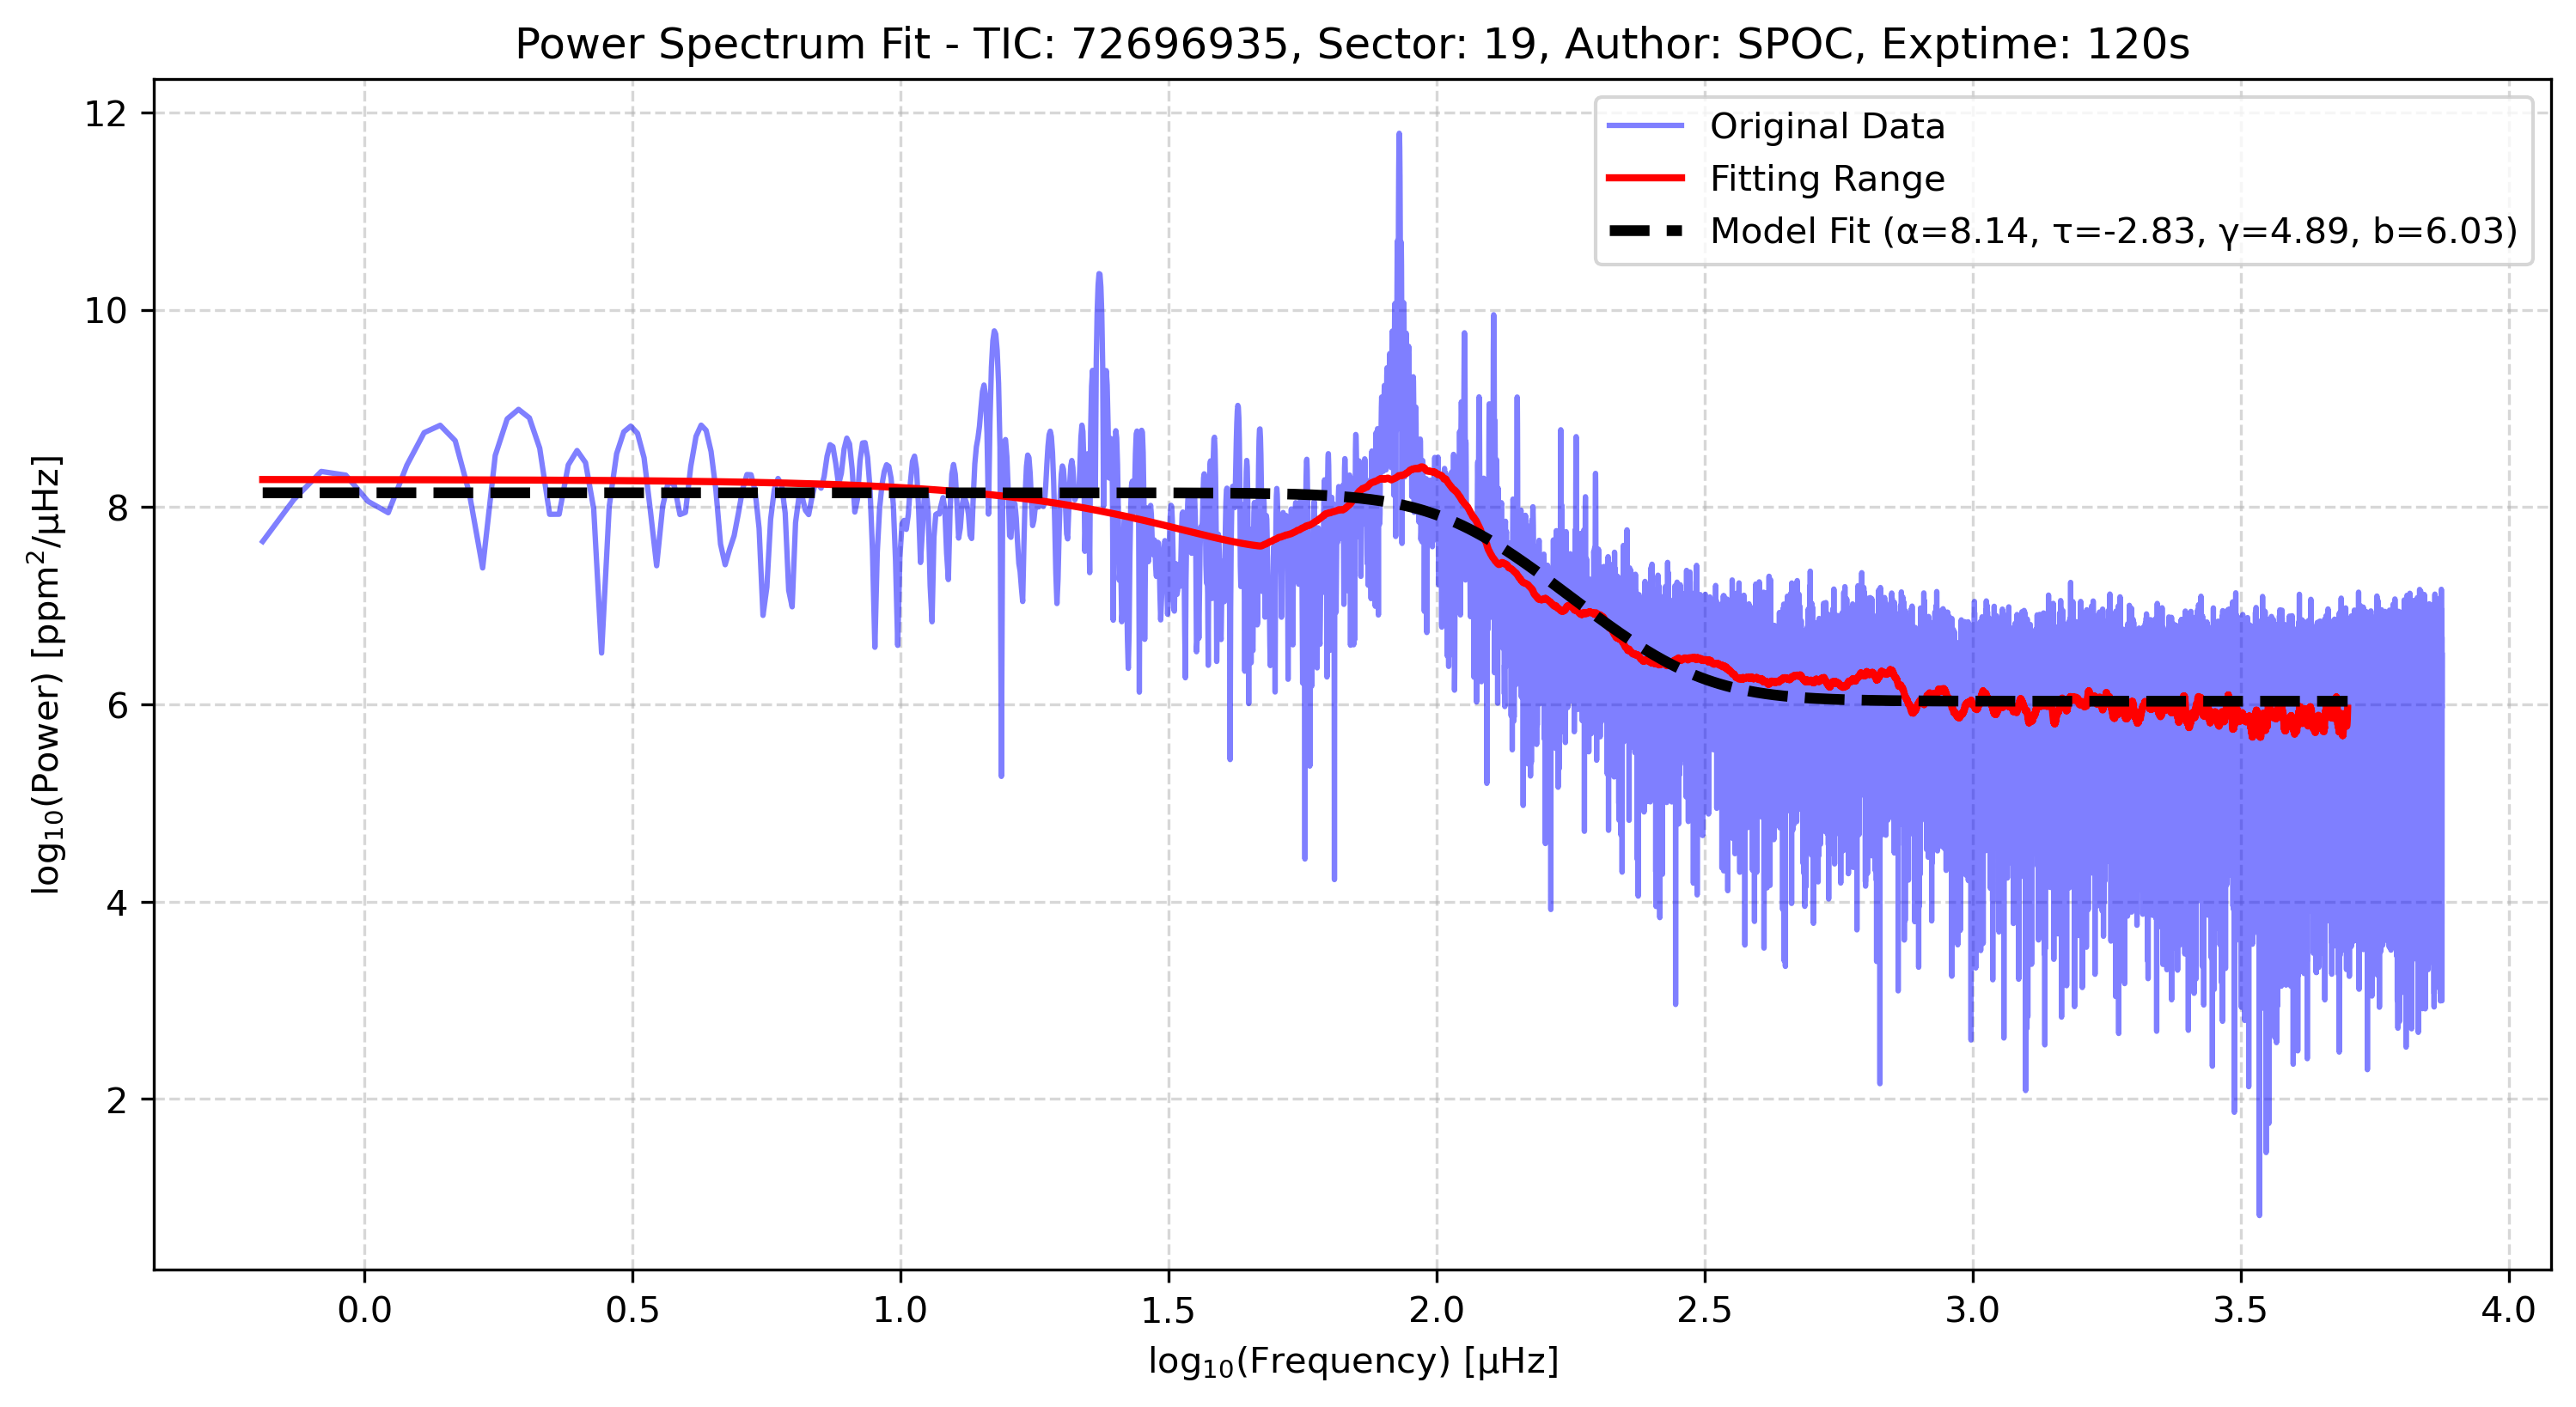 Power Spectrum Fit - TIC: 72696935, Sector: 19, Author: SPOC, Exptime: 120s
Original Data
Fitting Range
Model Fit (α=8.14, τ=-2.83, γ=4.89, b=6.03)
log₁₀(Power) [ppm²/μHz]
12
10
8
6
4
2
0.0 0.5 1.0 1.5 2.0 2.5 3.0 3.5 4.0
log₁₀(Frequency) [μHz]